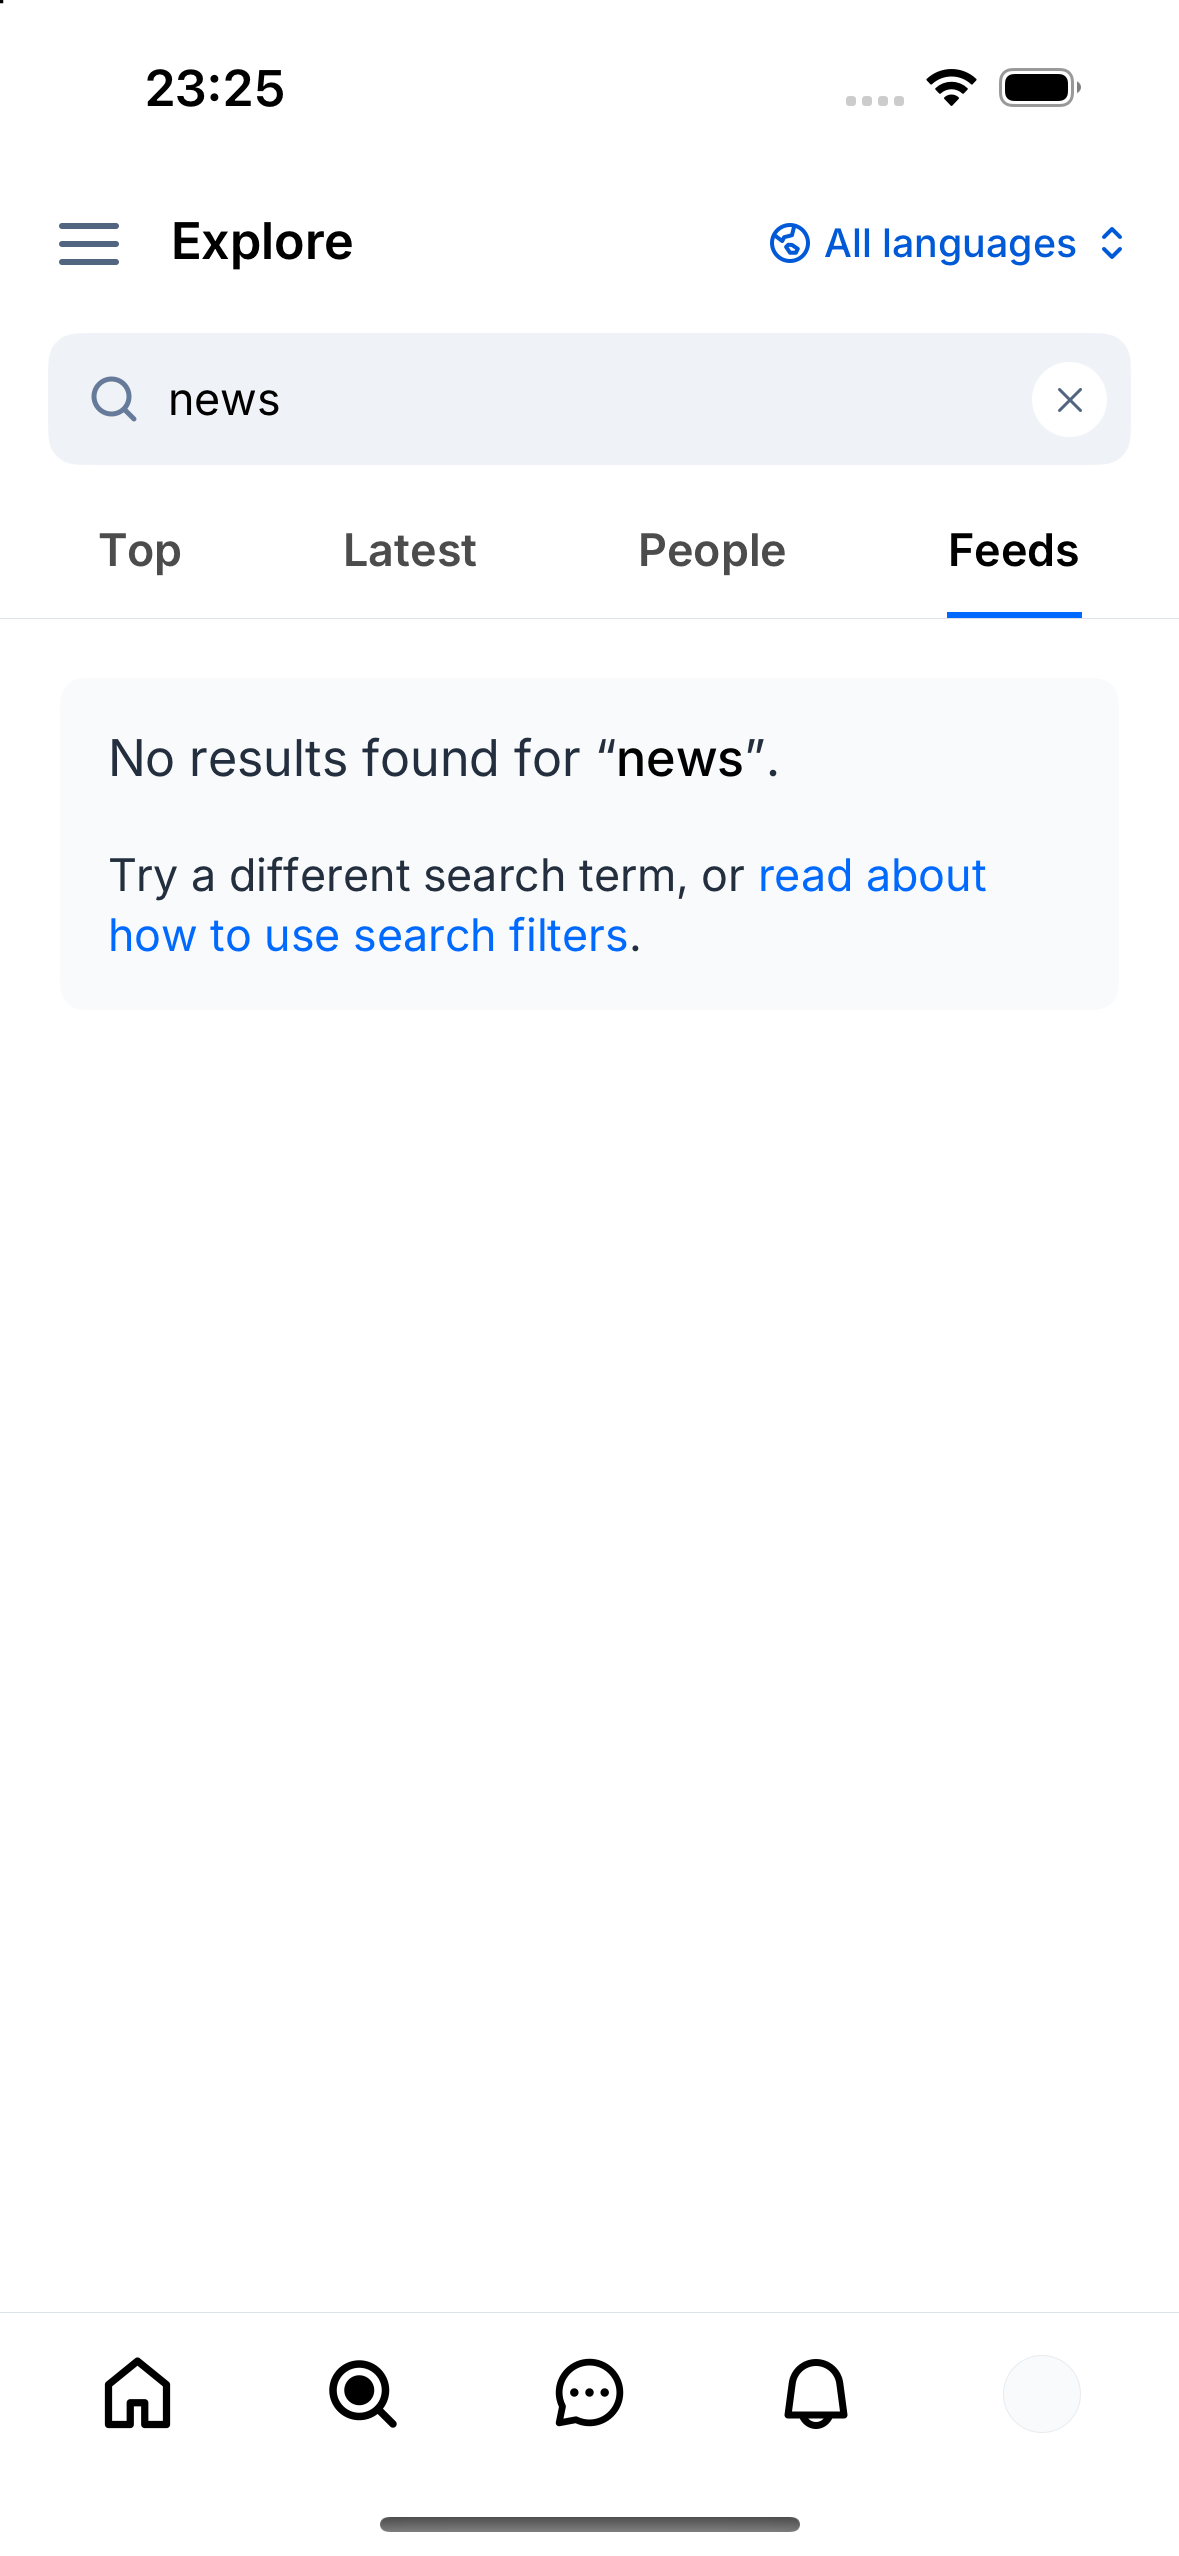 23:25
Explore
All languages
news
Top
Latest
People
Feeds
No results found for “news”.
Try a different search term, or read about
how to use search filters.